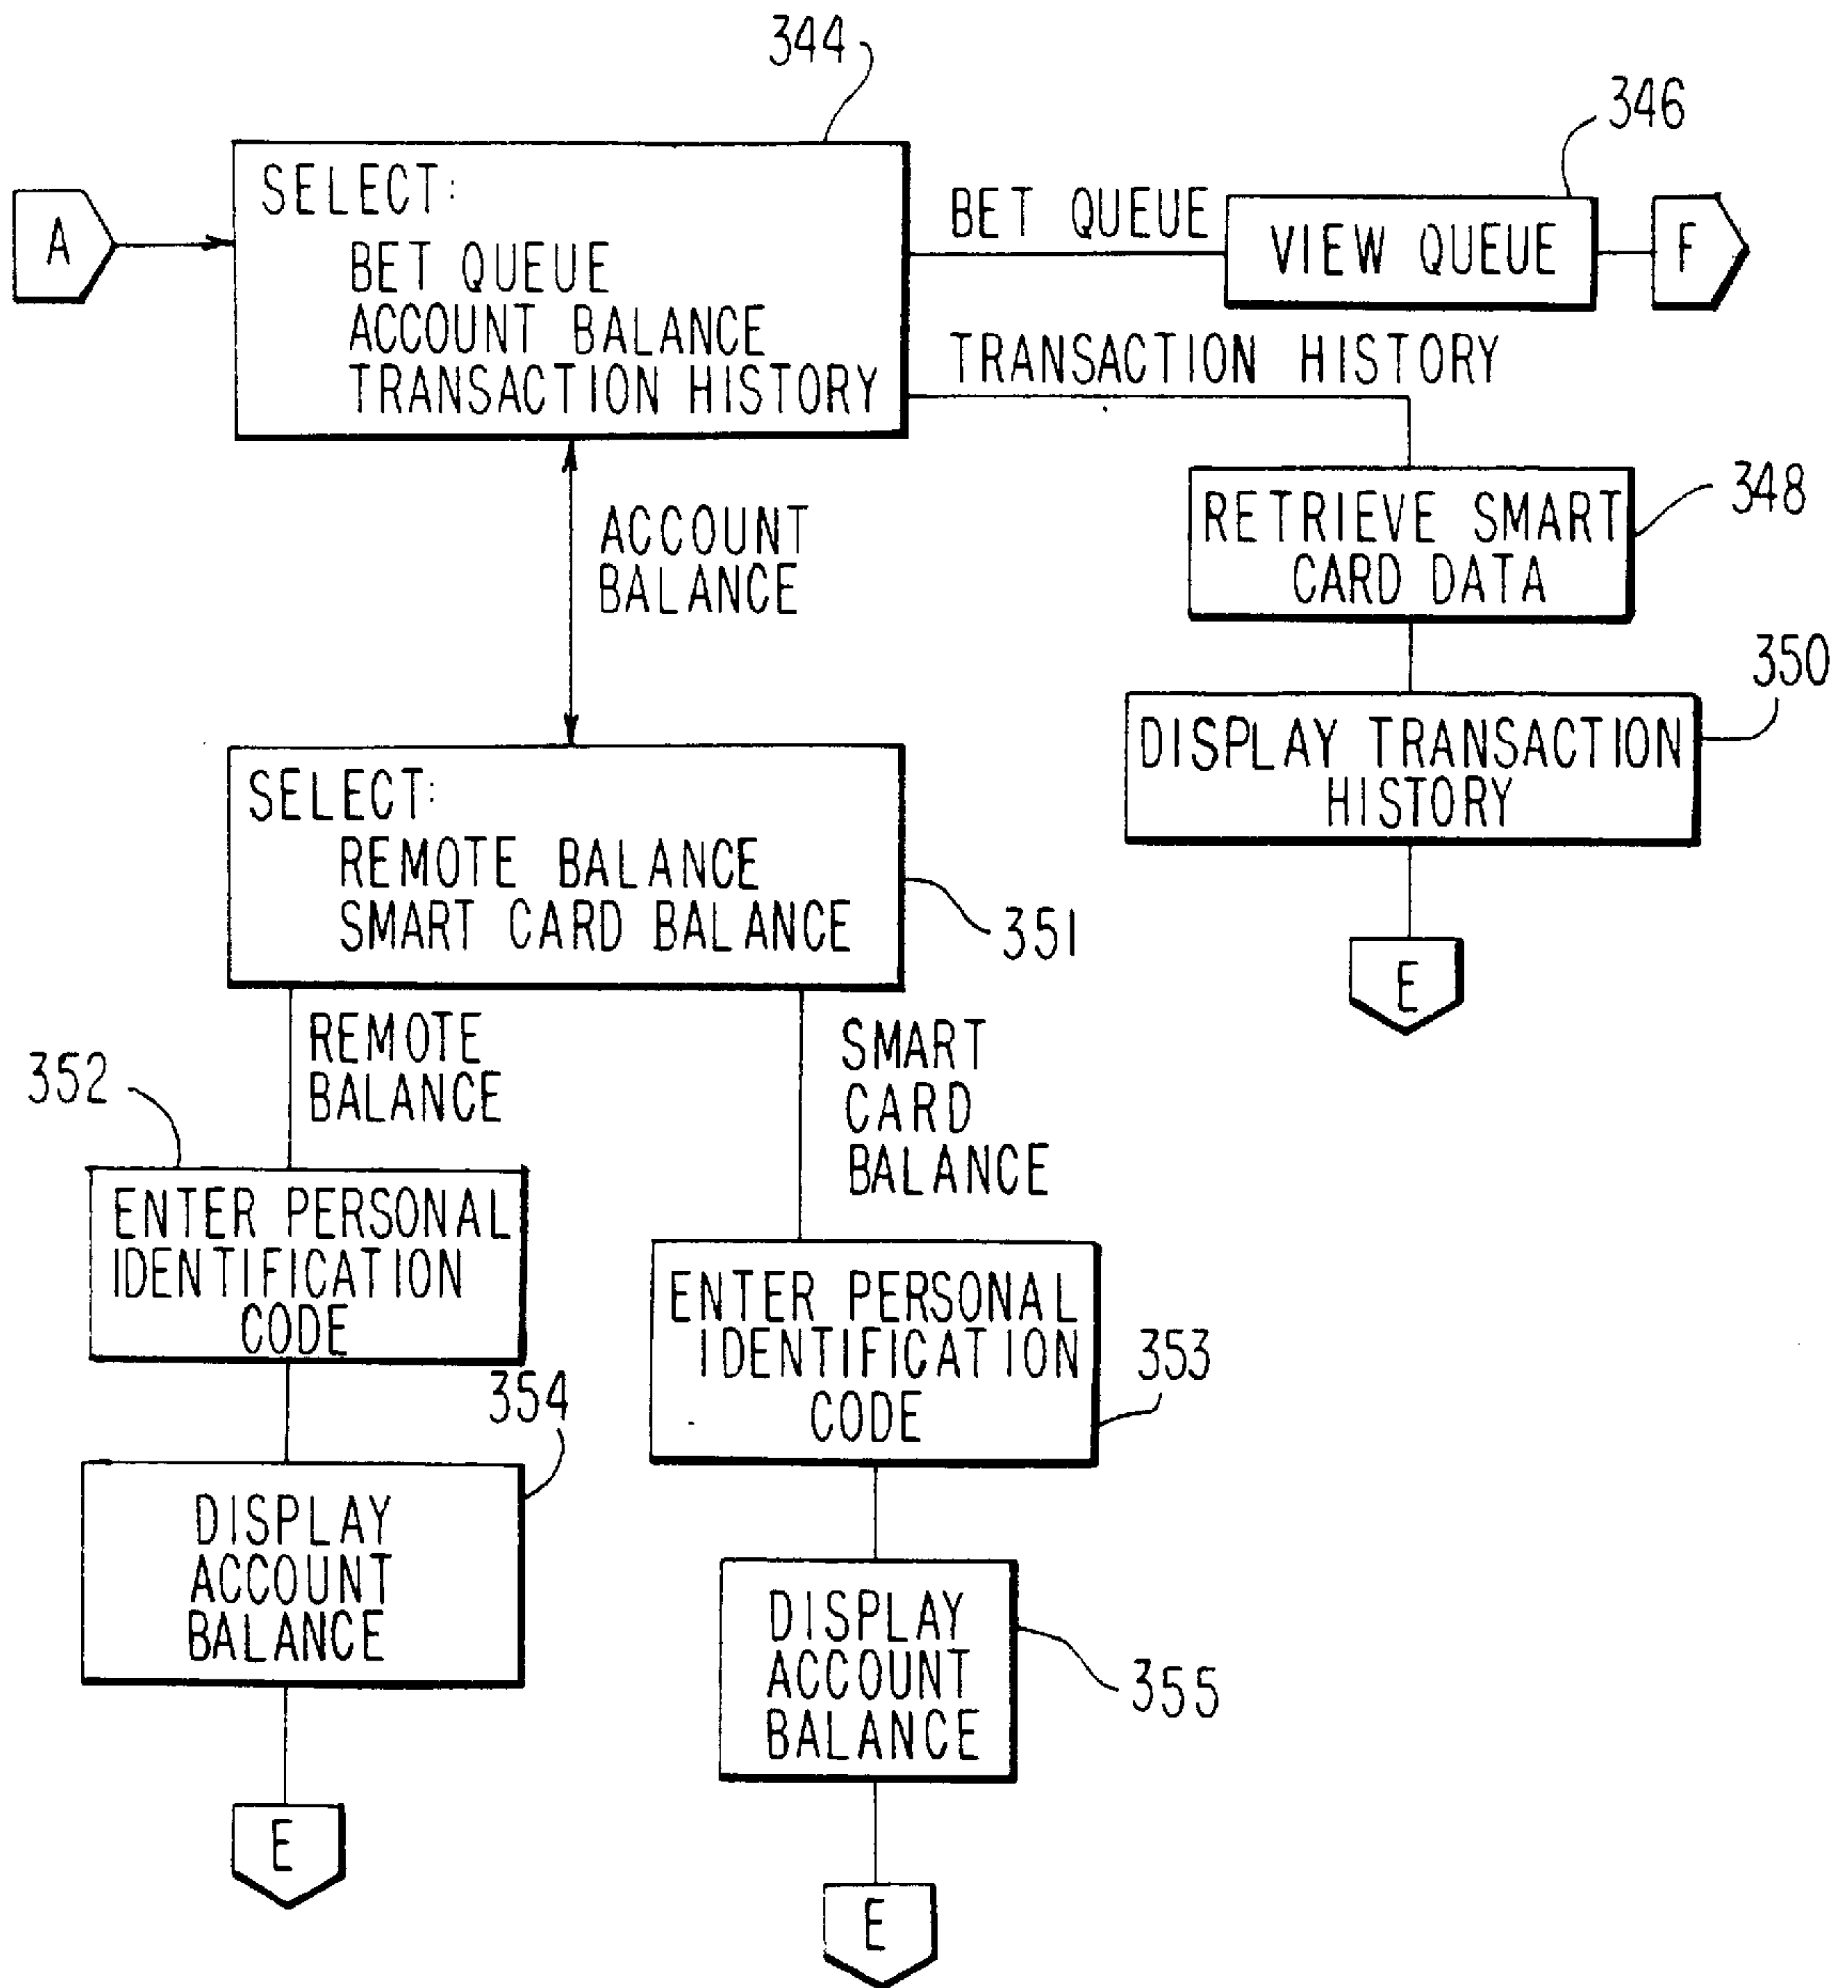 344
346
A
SELECT:
BET QUEUE
ACCOUNT BALANCE
TRANSACTION HISTORY
BET QUEUE
VIEW QUEUE
F
TRANSACTION HISTORY
ACCOUNT
BALANCE
RETRIEVE SMART
CARD DATA
348
350
DISPLAY TRANSACTION
HISTORY
E
SELECT:
REMOTE BALANCE
SMART CARD BALANCE
351
REMOTE
BALANCE
SMART
CARD
BALANCE
352
ENTER PERSONAL
IDENTIFICATION
CODE
ENTER PERSONAL
IDENTIFICATION
CODE
353
354
DISPLAY
ACCOUNT
BALANCE
DISPLAY
ACCOUNT
BALANCE
355
E
E